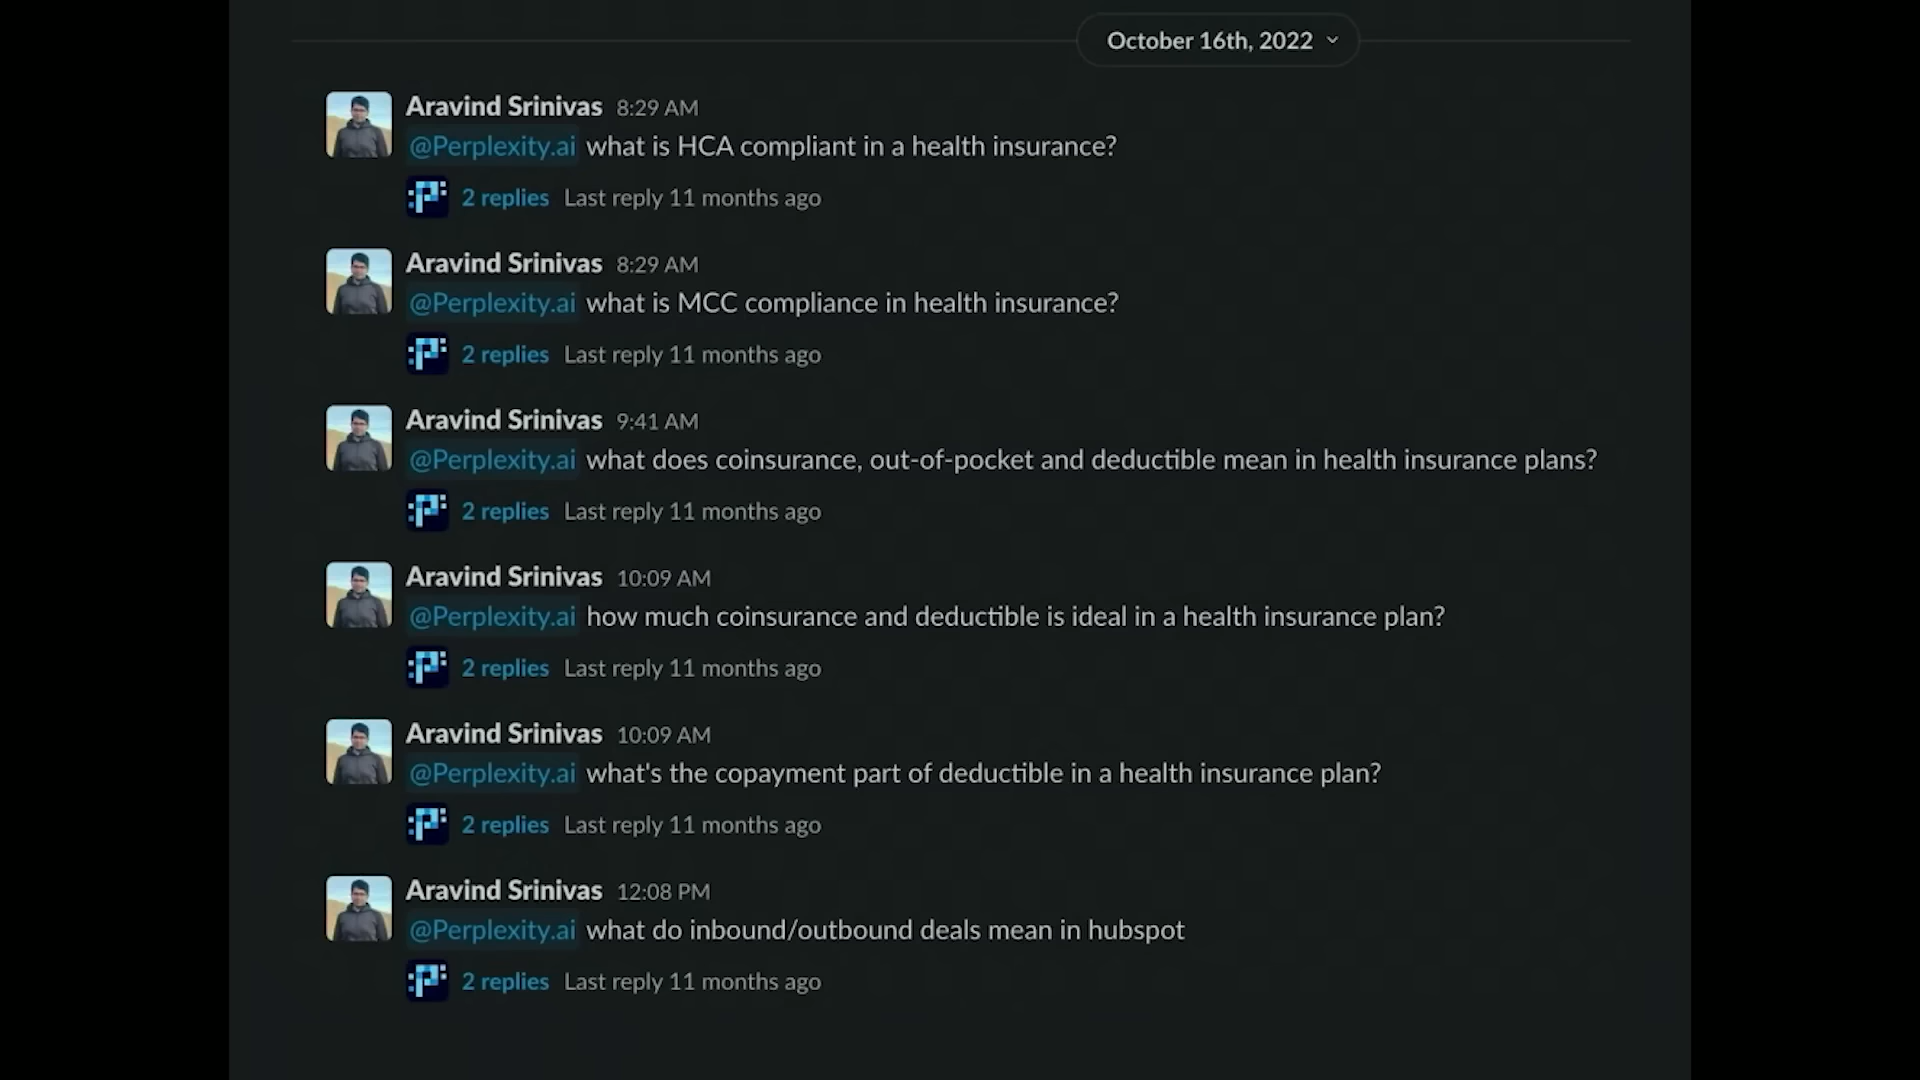 October 16th, 2022
Aravind Srinivas 8:29 AM
@Perplexity.ai what is HCA compliant in a health insurance?
2 replies Last reply 11 months ago
Aravind Srinivas 8:29 AM
@Perplexity.ai what is MCC compliance in health insurance?
2 replies Last reply 11 months ago
Aravind Srinivas 9:41 AM
@Perplexity.ai what does coinsurance, out-of-pocket and deductible mean in health insurance plans?
2 replies Last reply 11 months ago
Aravind Srinivas 10:09 AM
@Perplexity.ai how much coinsurance and deductible is ideal in a health insurance plan?
2 replies Last reply 11 months ago
Aravind Srinivas 10:09 AM
@Perplexity.ai what's the copayment part of deductible in a health insurance plan?
2 replies Last reply 11 months ago
Aravind Srinivas 12:08 PM
@Perplexity.ai what do inbound/outbound deals mean in hubspot
2 replies Last reply 11 months ago